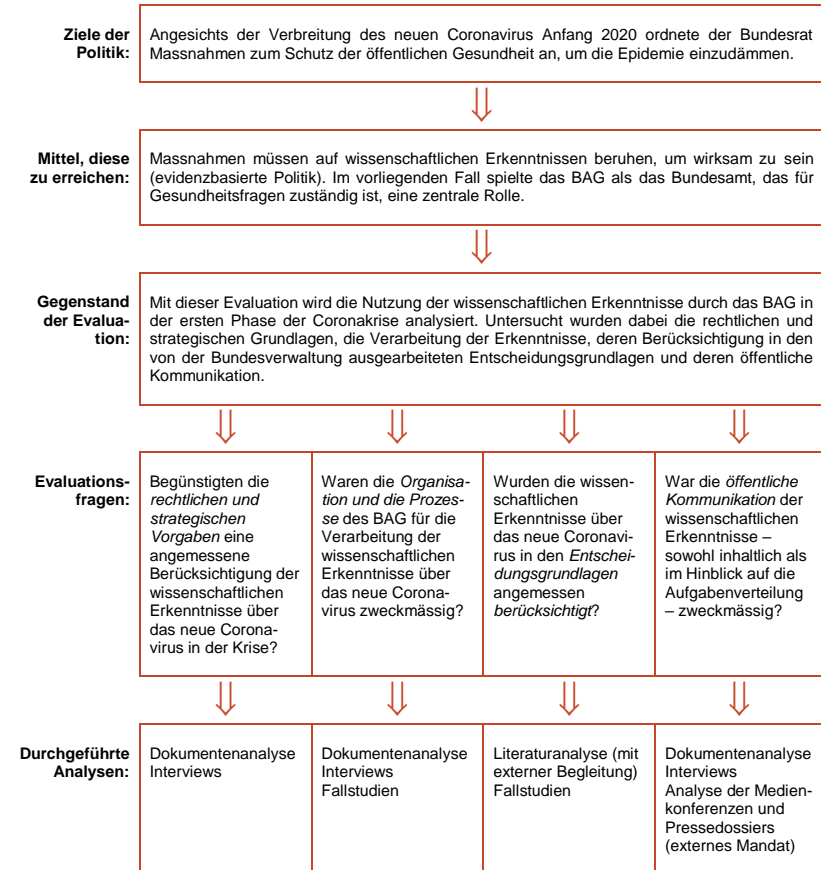 Ziele der Politik:
Angesichts der Verbreitung des neuen Coronavirus Anfang 2020 ordnete der Bundesrat
Massnahmen zum Schutz der öffentlichen Gesundheit an, um die Epidemie einzudämmen.
Mittel, diese zu erreichen:
Massnahmen müssen auf wissenschaftlichen Erkenntnissen beruhen, um wirksam zu sein
(evidenzbasierte Politik). Im vorliegenden Fall spielte das BAG als das Bundesamt, das für
Gesundheitsfragen zuständig ist, eine zentrale Rolle.
Gegenstand
der Evalua-
tion:
Mit dieser Evaluation wird die Nutzung der wissenschaftlichen Erkenntnisse durch das BAG in
der ersten Phase der Coronakrise analysiert. Untersucht wurden dabei die rechtlichen und
strategischen Grundlagen, die Verarbeitung der Erkenntnisse, deren Berücksichtigung in den
von der Bundesverwaltung ausgearbeiteten Entscheidungsgrundlagen und deren öffentliche
Kommunikation.
Evaluations-
fragen:
Begünstigten die
rechtlichen und
strategischen
Vorgaben eine
angemessene
Berücksichtigung der
wissenschaftlichen
Erkenntnisse über
das neue Corona-
virus in der Krise?
Waren die Organisa-
tion und die Prozes-
se des BAG für die
Verarbeitung der
wissenschaftlichen
Erkenntnisse über
das neue Corona-
virus zweckmässig?
Wurden die wissen-
schaftlichen
Erkenntnisse über
das neue Coronavi-
rus in den Entschei-
dungsgrundlagen
angemessen
berücksichtigt?
War die öffentliche
Kommunikation der
wissenschaftlichen
Erkenntnisse –
sowohl inhaltlich als
im Hinblick auf die
Aufgabenverteilung
– zweckmässig?
Durchgeführte
Analysen:
Dokumentenanalyse
Interviews
Dokumentenanalyse
Interviews
Fallstudien
Literaturanalyse (mit
externer Begleitung)
Fallstudien
Dokumentenanalyse
Interviews
Analyse der Medien-
konferenzen und
Pressedossiers
(externes Mandat)